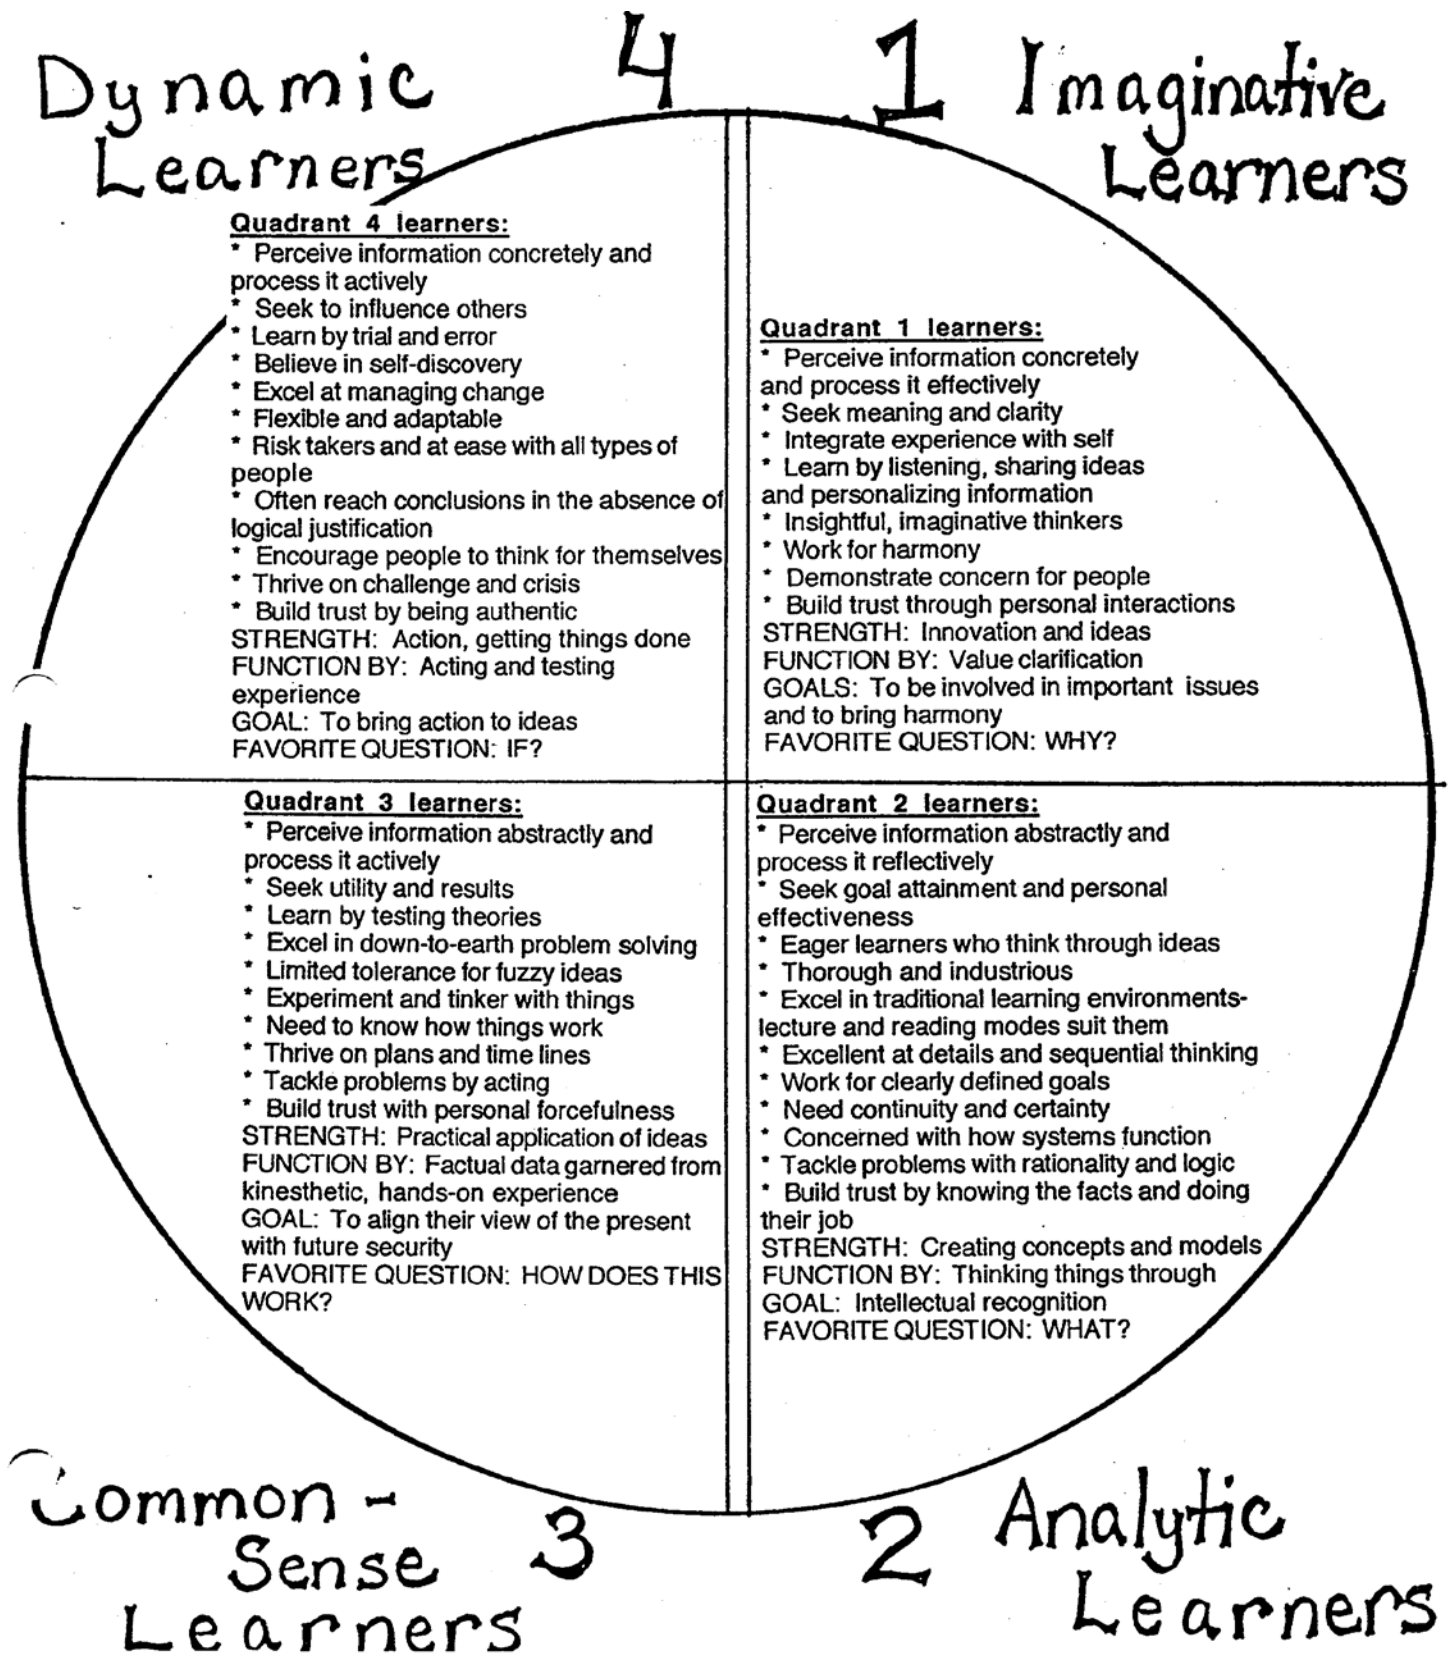 4
Dynamic
Learners
Quadrant 4 learners:
* Perceive information concretely and
process it actively
* Seek to influence others
* Learn by trial and error
* Believe in self-discovery
* Excel at managing change
* Flexible and adaptable
* Risk takers and at ease with all types of
people
* Often reach conclusions in the absence of
logical justification
* Encourage people to think for themselves
* Thrive on challenge and crisis
* Build trust by being authentic
STRENGTH: Action, getting things done
FUNCTION BY: Acting and testing
experience
GOAL: To bring action to ideas
FAVORITE QUESTION: IF?
1 Imaginative
Learners
Quadrant 1 learners:
* Perceive information concretely
and process it effectively
* Seek meaning and clarity
* Integrate experience with self
* Learn by listening, sharing ideas
and personalizing information
* Insightful, imaginative thinkers
* Work for harmony
* Demonstrate concern for people
* Build trust through personal interactions
STRENGTH: Innovation and ideas
FUNCTION BY: Value clarification
GOALS: To be involved in important issues
and to bring harmony
FAVORITE QUESTION: WHY?
Quadrant 3 learners:
* Perceive information abstractly and
process it actively
* Seek utility and results
* Learn by testing theories
* Excel in down-to-earth problem solving
* Limited tolerance for fuzzy ideas
* Experiment and tinker with things
* Need to know how things work
* Thrive on plans and time lines
* Tackle problems by acting
* Build trust with personal forcefulness
STRENGTH: Practical application of ideas
FUNCTION BY: Factual data garnered from
kinesthetic, hands-on experience
GOAL: To align their view of the present
with future security
FAVORITE QUESTION: HOW DOES THIS
WORK?
Common-
Sense
Learners
3
Quadrant 2 learners:
* Perceive information abstractly and
process it reflectively
* Seek goal attainment and personal
effectiveness
* Eager learners who think through ideas
* Thorough and industrious
* Excel in traditional learning environments-
lecture and reading modes suit them
* Excellent at details and sequential thinking
* Work for clearly defined goals
* Need continuity and certainty
* Concerned with how systems function
* Tackle problems with rationality and logic
* Build trust by knowing the facts and doing
their job
STRENGTH: Creating concepts and models
FUNCTION BY: Thinking things through
GOAL: Intellectual recognition
FAVORITE QUESTION: WHAT?
2 Analytic
Learners